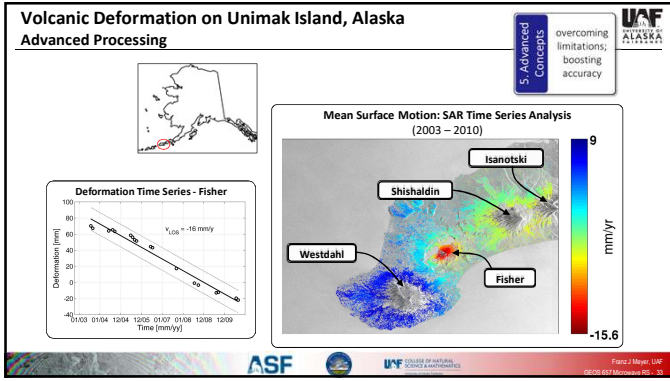 Volcanic Deformation on Unimak Island, Alaska
Advanced Processing
5. Advanced
Concepts
overcoming
limitations;
boosting
accuracy
UAF
UNIVERSITY OF
ALASKA
FAIRBANKS
Mean Surface Motion: SAR Time Series Analysis
(2003 – 2010)
Isanotski
Shishaldin
Westdahl
Fisher
9
mm/yr
-15.6
Deformation Time Series - Fisher
100
80
60
40
20
0
-20
-40
Deformation [mm]
v_LOS = -16 mm/y
01/03 04/04 12/04 01/05 01/07 01/08 12/08 12/09
Time [mm/yy]
ASF
UAF COLLEGE OF NATURAL
SCIENCE & MATHEMATICS
Franz J Meyer, UAF
GEOS 657 Microwave RS - 33